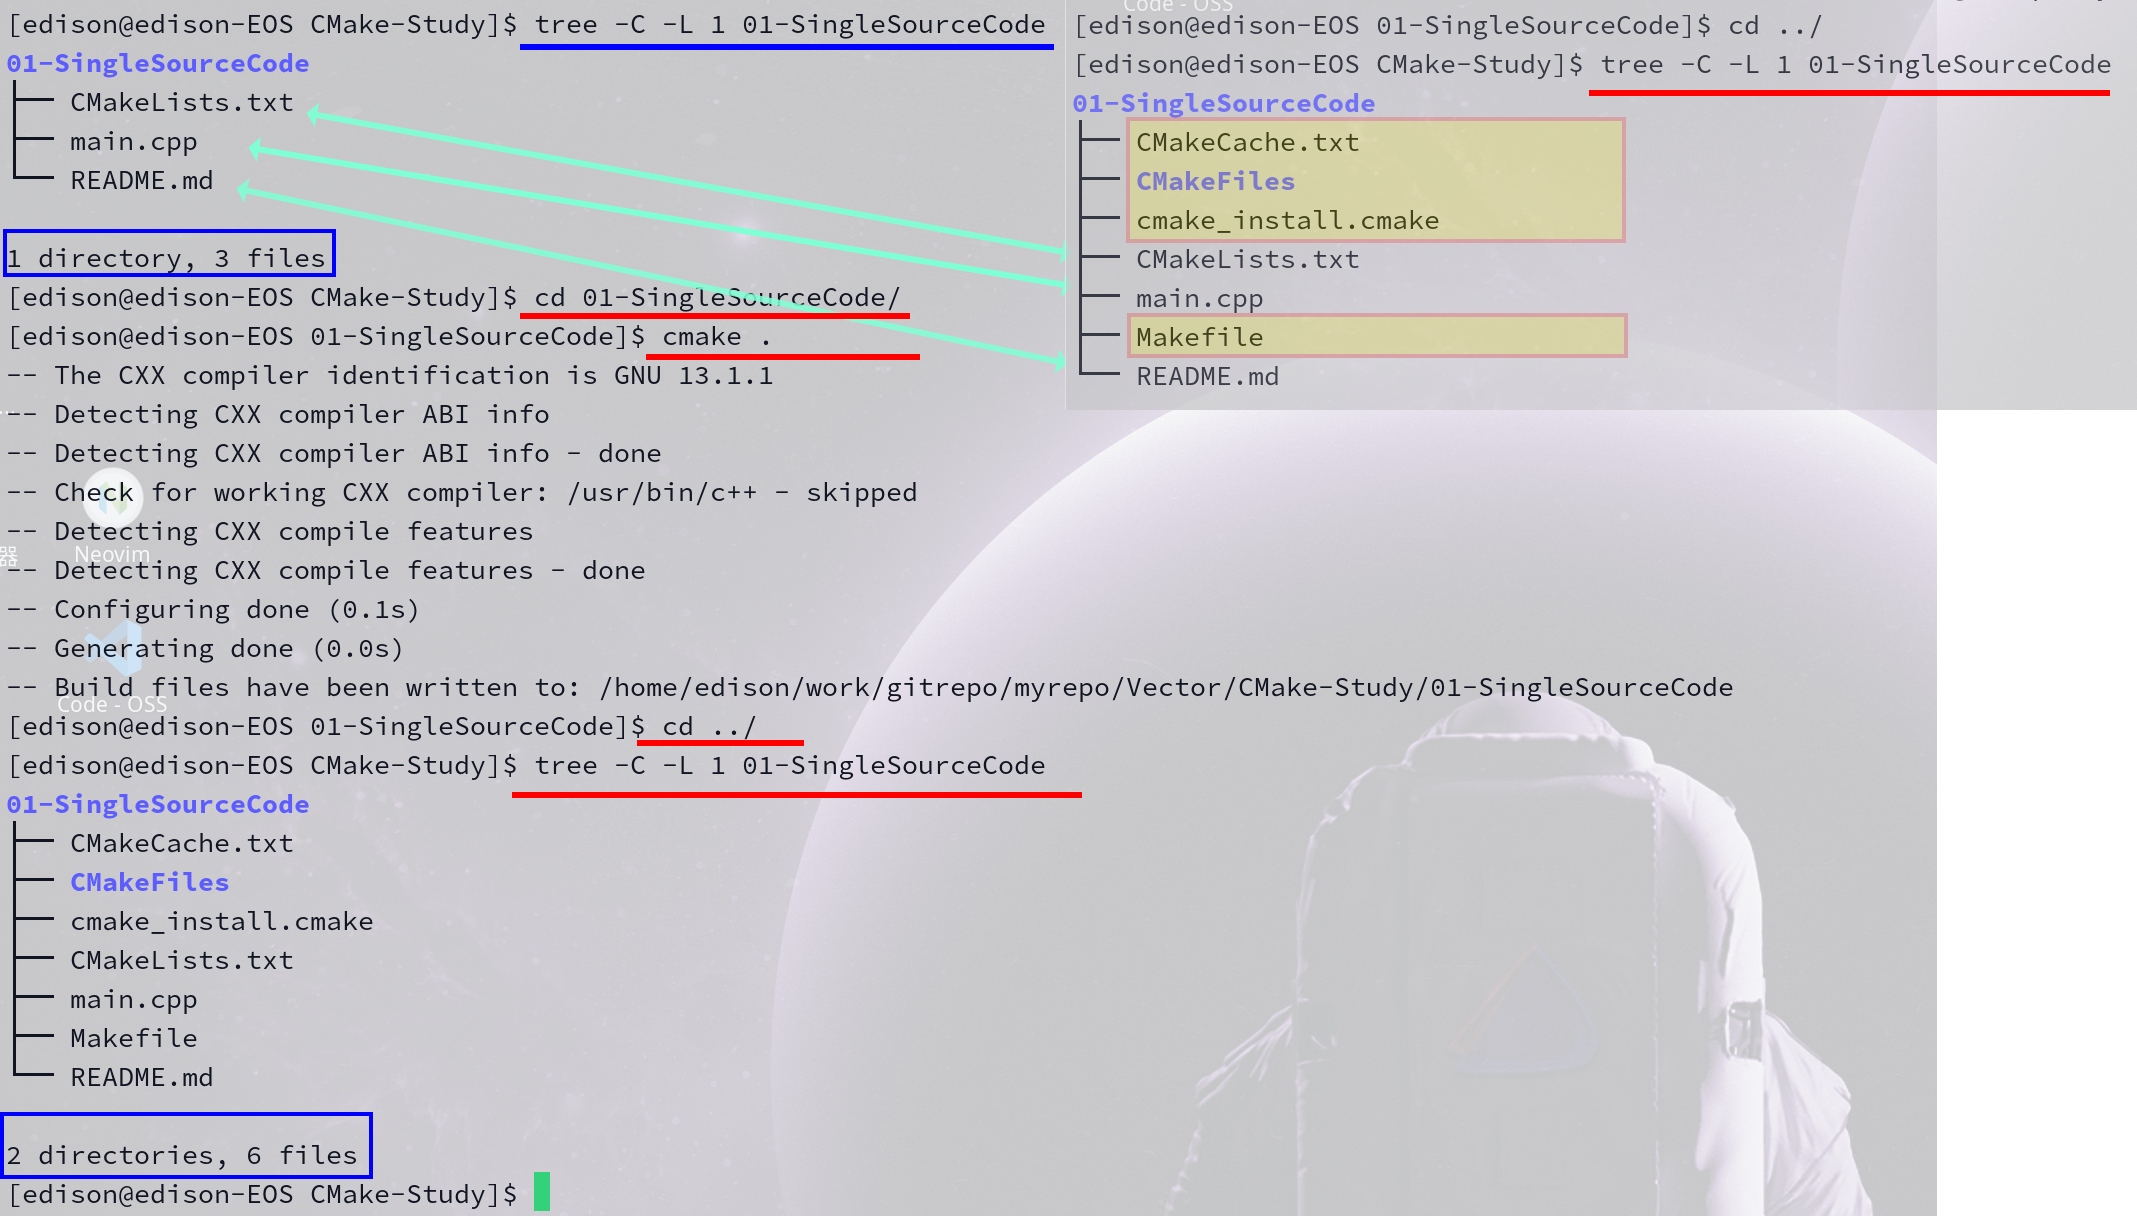 [edison@edison-EOS CMake-Study]$ tree -C -L 1 01-SingleSourceCode
01-SingleSourceCode
├── CMakeLists.txt
├── main.cpp
└── README.md
1 directory, 3 files
[edison@edison-EOS CMake-Study]$ cd 01-SingleSourceCode/
[edison@edison-EOS 01-SingleSourceCode]$ cmake .
-- The CXX compiler identification is GNU 13.1.1
-- Detecting CXX compiler ABI info
-- Detecting CXX compiler ABI info - done
-- Check for working CXX compiler: /usr/bin/c++ - skipped
-- Detecting CXX compile features
-- Detecting CXX compile features - done
-- Configuring done (0.1s)
-- Generating done (0.0s)
-- Build files have been written to: /home/edison/work/gitrepo/myrepo/Vector/CMake-Study/01-SingleSourceCode
[edison@edison-EOS 01-SingleSourceCode]$ cd ../
[edison@edison-EOS CMake-Study]$ tree -C -L 1 01-SingleSourceCode
01-SingleSourceCode
├── CMakeCache.txt
├── CMakeFiles
├── cmake_install.cmake
├── CMakeLists.txt
├── main.cpp
├── Makefile
└── README.md
2 directories, 6 files
[edison@edison-EOS CMake-Study]$
Code - OSS
[edison@edison-EOS 01-SingleSourceCode]$ cd ../
[edison@edison-EOS CMake-Study]$ tree -C -L 1 01-SingleSourceCode
01-SingleSourceCode
├── CMakeCache.txt
├── CMakeFiles
├── cmake_install.cmake
├── CMakeLists.txt
├── main.cpp
├── Makefile
└── README.md
器
Neovim
Code - OSS